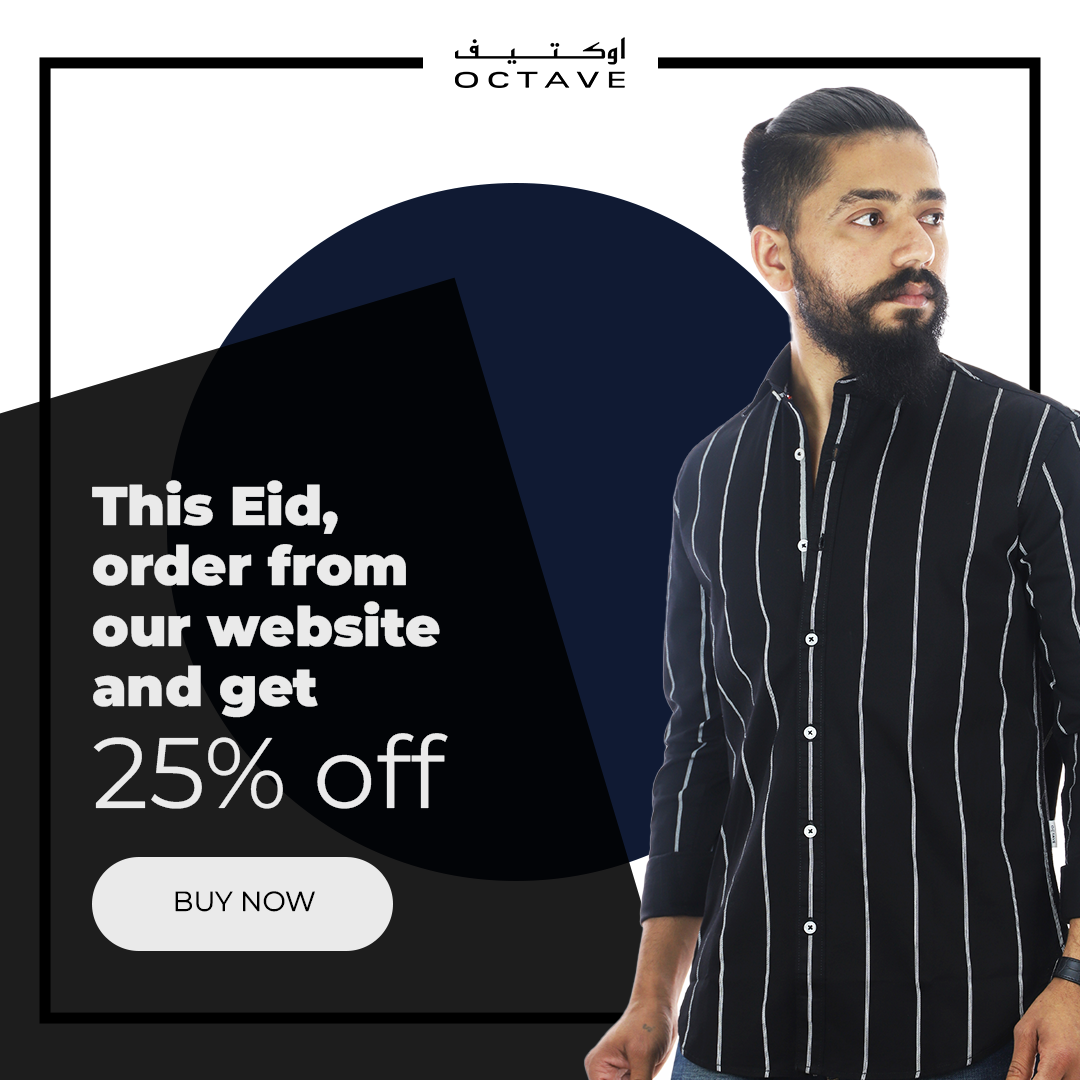 اوكتيف
OCTAVE
This Eid,
order from
our website
and get
25% off
BUY NOW